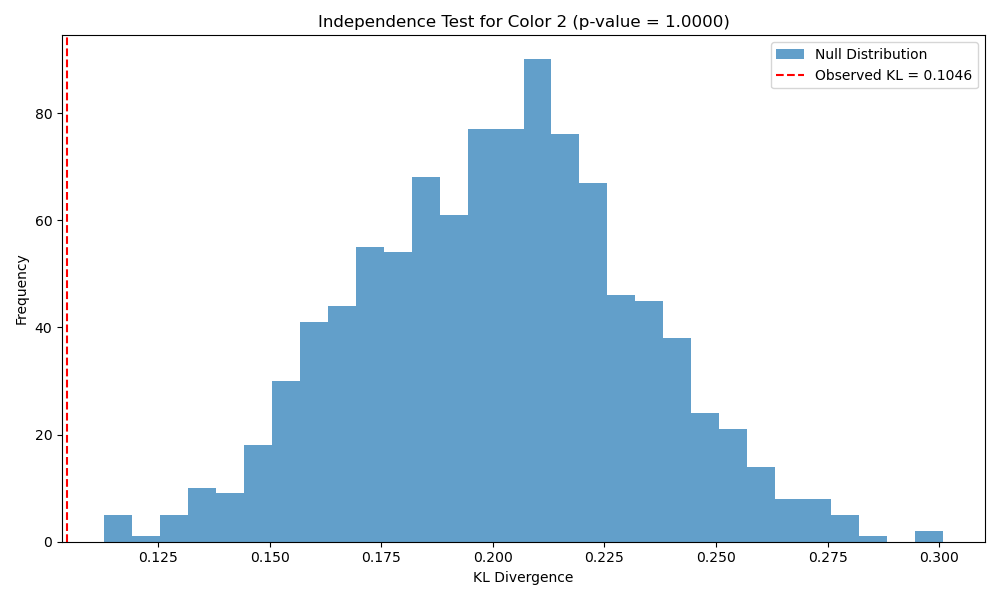 Independence Test for Color 2 (p-value = 1.0000)
Null Distribution
Observed KL = 0.1046
Frequency
80
60
40
20
0
0.125 0.150 0.175 0.200 0.225 0.250 0.275 0.300
KL Divergence